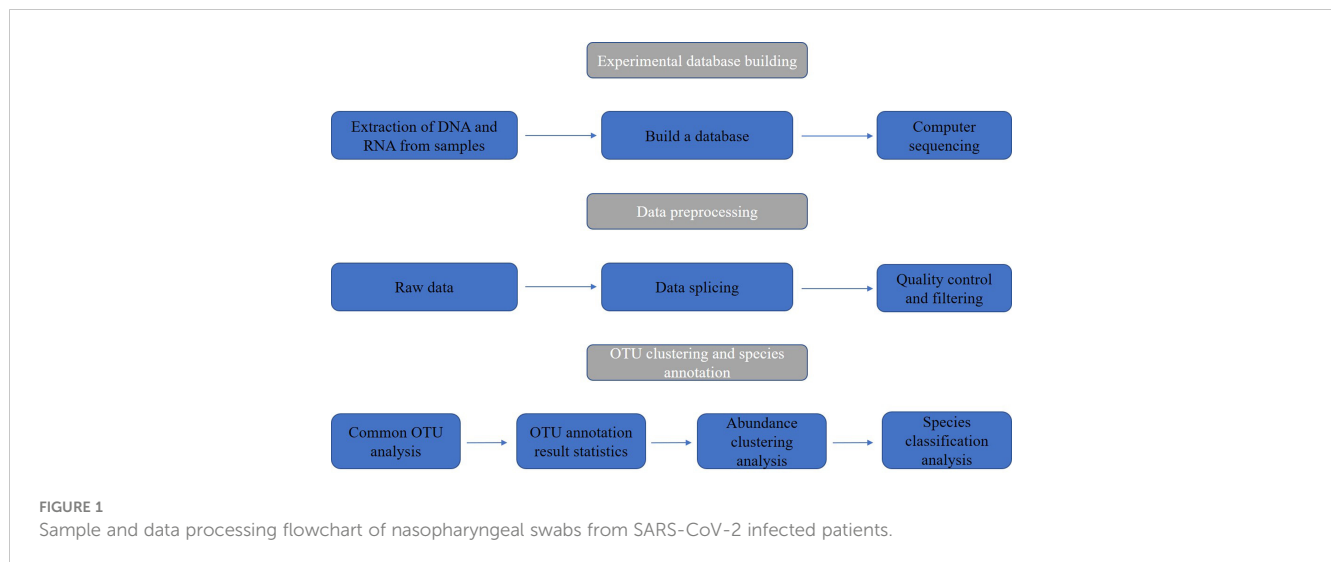 Experimental database building
Extraction of DNA and
RNA from samples
Build a database
Computer
sequencing
Data preprocessing
Raw data
Data splicing
Quality control
and filtering
OTU clustering and species
annotation
Common OTU
analysis
OTU annotation
result statistics
Abundance
clustering
analysis
Species
classification
analysis
FIGURE 1
Sample and data processing flowchart of nasopharyngeal swabs from SARS-CoV-2 infected patients.